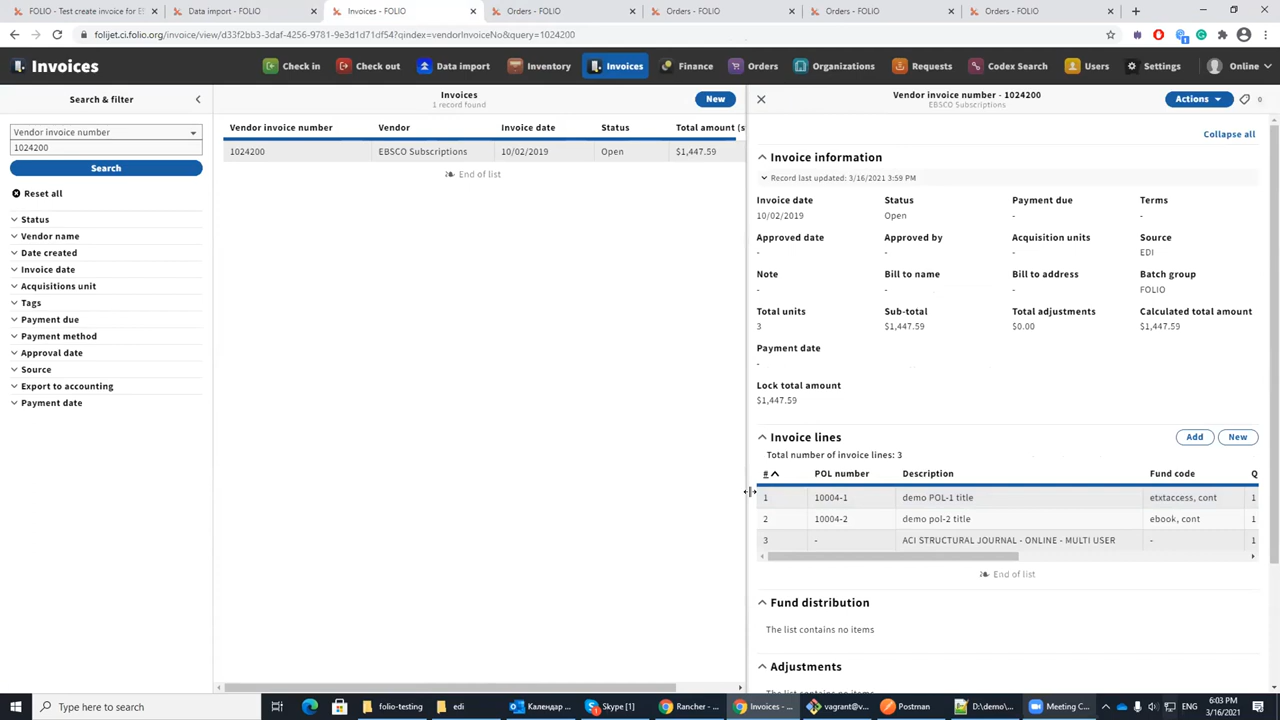 FOLIO - Test create invoice for E
Data import - FOLIO
Invoices - FOLIO
Orders - FOLIO
Orders - FOLIO
Orders - FOLIO
Orders - FOLIO
folijet.ci.folio.org/invoice/view/d33f2bb3-3daf-4256-9781-9e3d1d71df54?qindex=vendorInvoiceNo&query=1024200
Invoices
Check in
Check out
Data import
Inventory
Invoices
Finance
Orders
Organizations
Requests
Codex Search
Users
Settings
Online
Search & filter
Invoices
1 record found
New
Vendor invoice number - 1024200
EBSCO Subscriptions
Actions
0
Vendor invoice number
1024200
Search
Reset all
Status
Vendor name
Date created
Invoice date
Acquisitions unit
Tags
Payment due
Payment method
Approval date
Source
Export to accounting
Payment date
Vendor invoice number Vendor Invoice date Status Total amount (s
1024200 EBSCO Subscriptions 10/02/2019 Open $1,447.59
End of list
Collapse all
Invoice information
Record last updated: 3/16/2021 3:59 PM
Invoice date Status Payment due Terms
10/02/2019 Open - -
Approved date Approved by Acquisition units Source
- - - EDI
Note Bill to name Bill to address Batch group
- - - FOLIO
Total units Sub-total Total adjustments Calculated total amount
3 $1,447.59 $0.00 $1,447.59
Payment date
-
Lock total amount
$1,447.59
Invoice lines
Add
New
Total number of invoice lines: 3
# POL number Description Fund code Q
1 10004-1 demo POL-1 title etxtaccess, cont 1
2 10004-2 demo pol-2 title ebook, cont 1
3 - ACI STRUCTURAL JOURNAL - ONLINE - MULTI USER - 1
End of list
Fund distribution
The list contains no items
Adjustments
Type here to search
folio-testing
edi
Календар ...
Skype [1]
Rancher - ...
Invoices - ...
vagrant@v...
Postman
D:\demo\...
Meeting C...
ENG
6:03 PM
3/16/2021